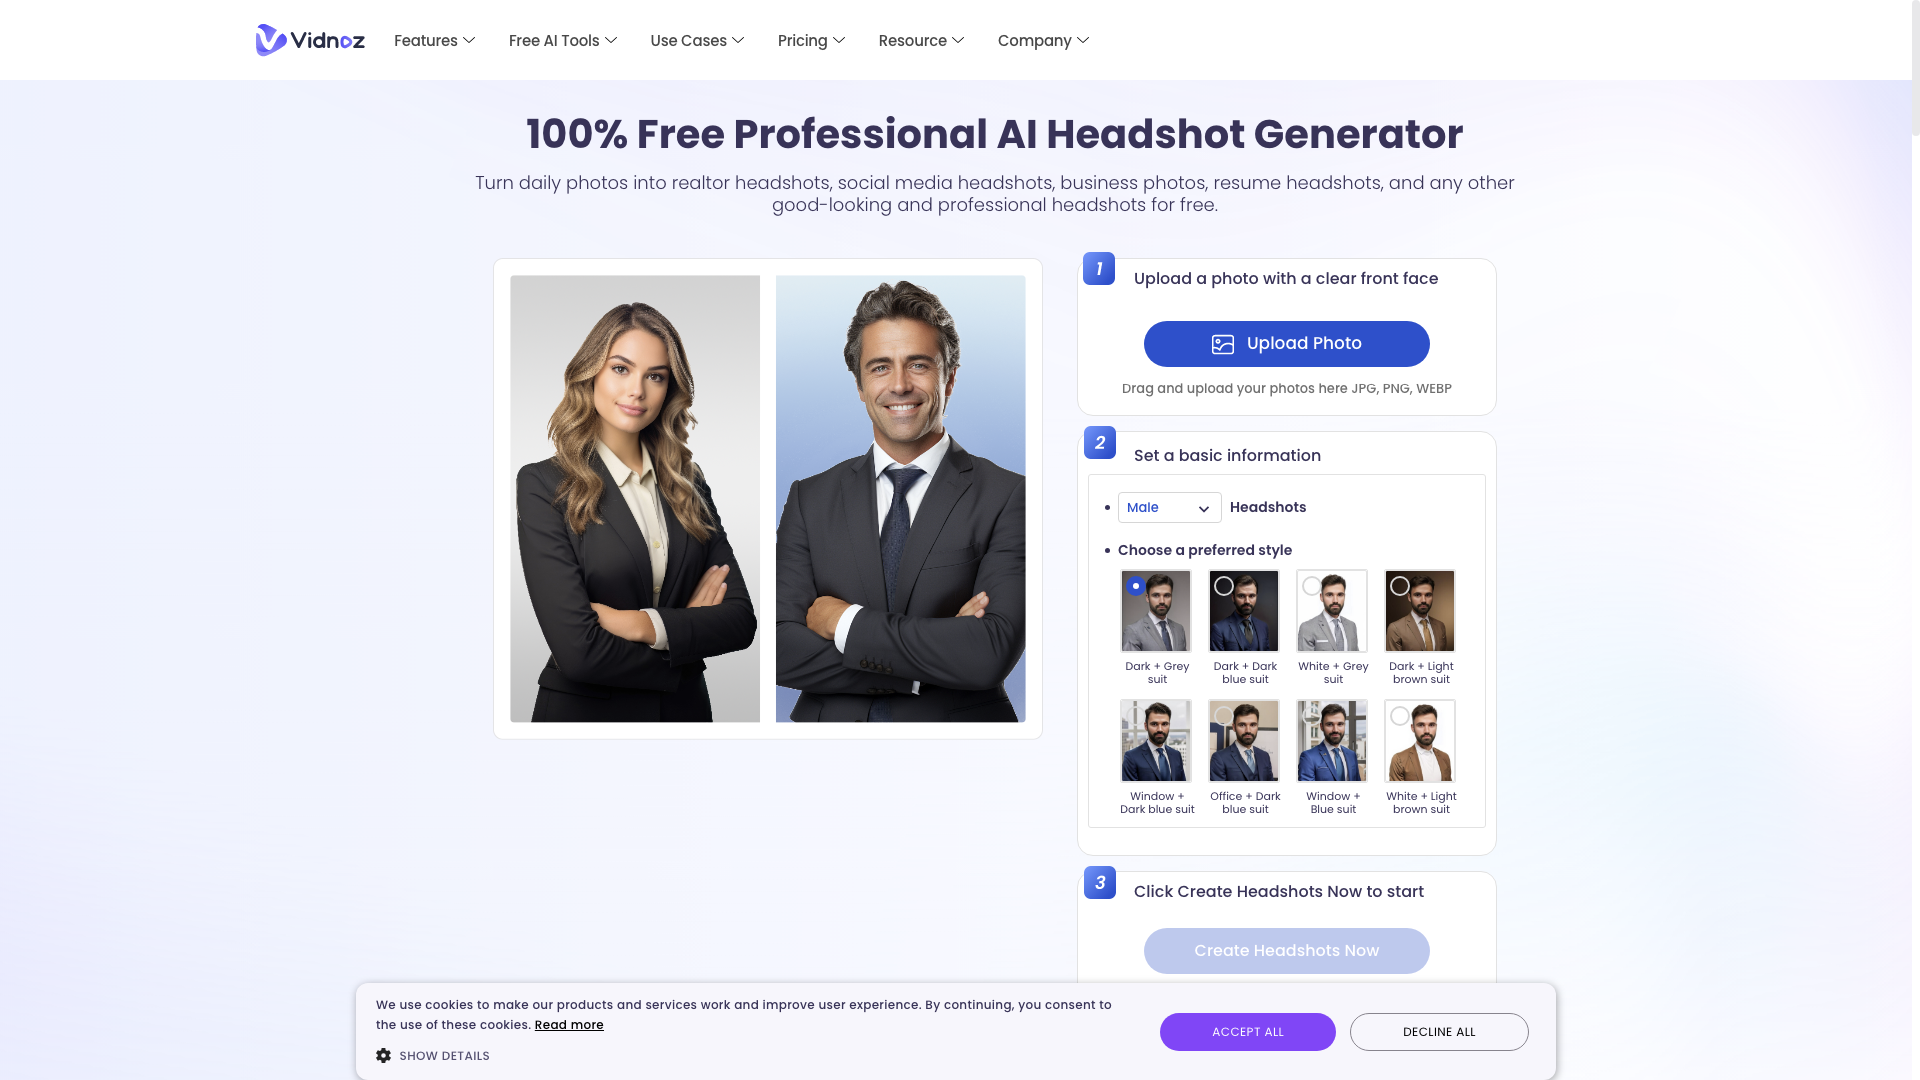 Vidnoz
Features
Free AI Tools
Use Cases
Pricing
Resource
Company
100% Free Professional AI Headshot Generator
Turn daily photos into realtor headshots, social media headshots, business photos, resume headshots, and any other
good-looking and professional headshots for free.
1
Upload a photo with a clear front face
Upload Photo
Drag and upload your photos here JPG, PNG, WEBP
2
Set a basic information
Male
Headshots
Choose a preferred style
Dark + Grey
suit
Dark + Dark
blue suit
White + Grey
suit
Dark + Light
brown suit
Window +
Dark blue suit
Office + Dark
blue suit
Window +
Blue suit
White + Light
brown suit
3
Click Create Headshots Now to start
Create Headshots Now
We use cookies to make our products and services work and improve user experience. By continuing, you consent to
the use of these cookies. Read more
SHOW DETAILS
ACCEPT ALL
DECLINE ALL